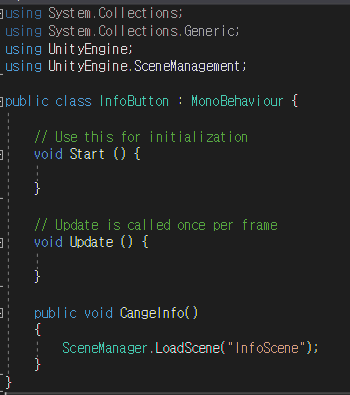 using System.Collections;
using System.Collections.Generic;
using UnityEngine;
using UnityEngine.SceneManagement;
public class InfoButton : MonoBehaviour {
// Use this for initialization
void Start () {
}
// Update is called once per frame
void Update () {
}
public void CangeInfo()
{
SceneManager.LoadScene("InfoScene");
}
}